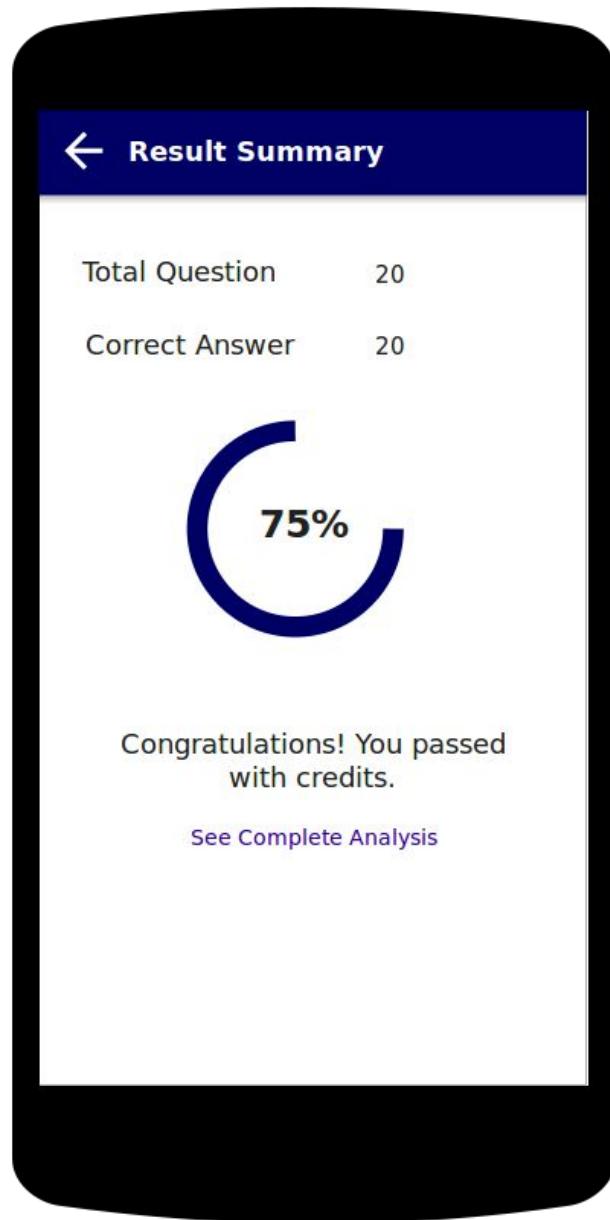 Result Summary
Total Question 20
Correct Answer 20
75%
Congratulations! You passed
with credits.
See Complete Analysis